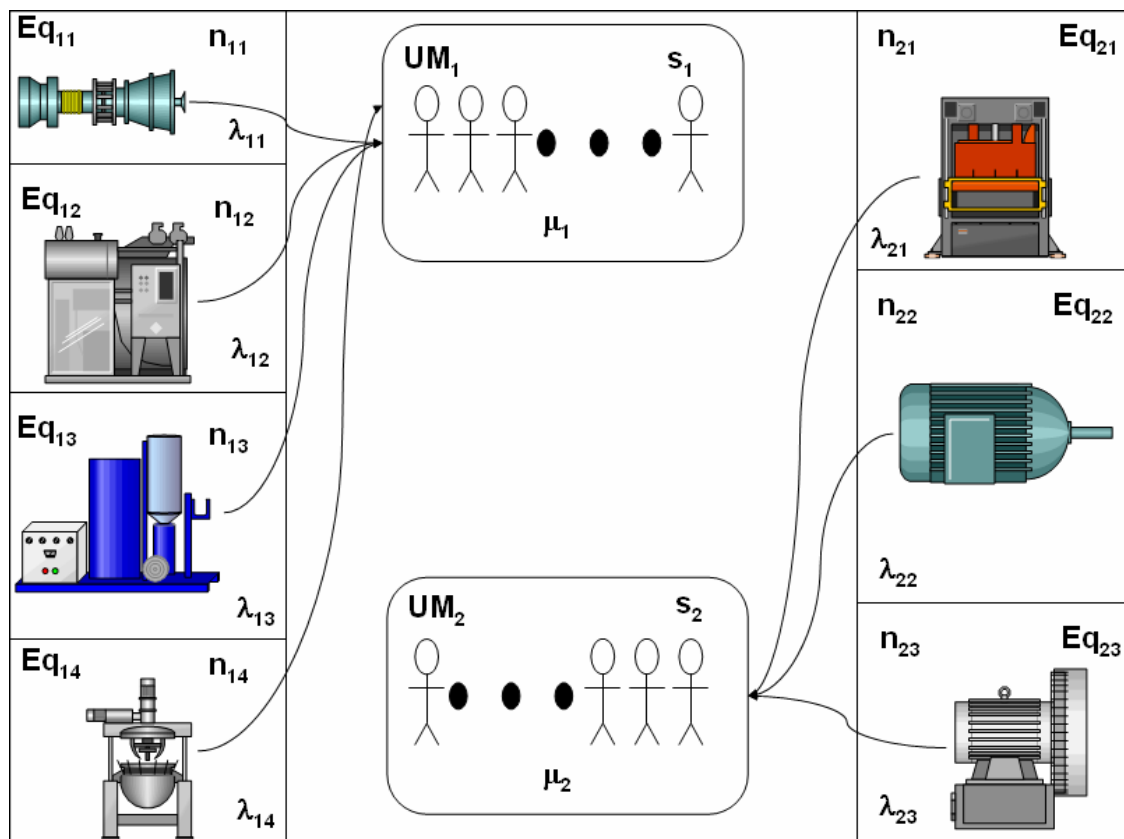 Eq₁₁ n₁₁
λ₁₁
Eq₁₂ n₁₂
λ₁₂
Eq₁₃ n₁₃
λ₁₃
Eq₁₄ n₁₄
λ₁₄
UM₁ s₁
μ₁
UM₂ s₂
μ₂
n₂₁ Eq₂₁
λ₂₁
n₂₂ Eq₂₂
λ₂₂
n₂₃ Eq₂₃
λ₂₃